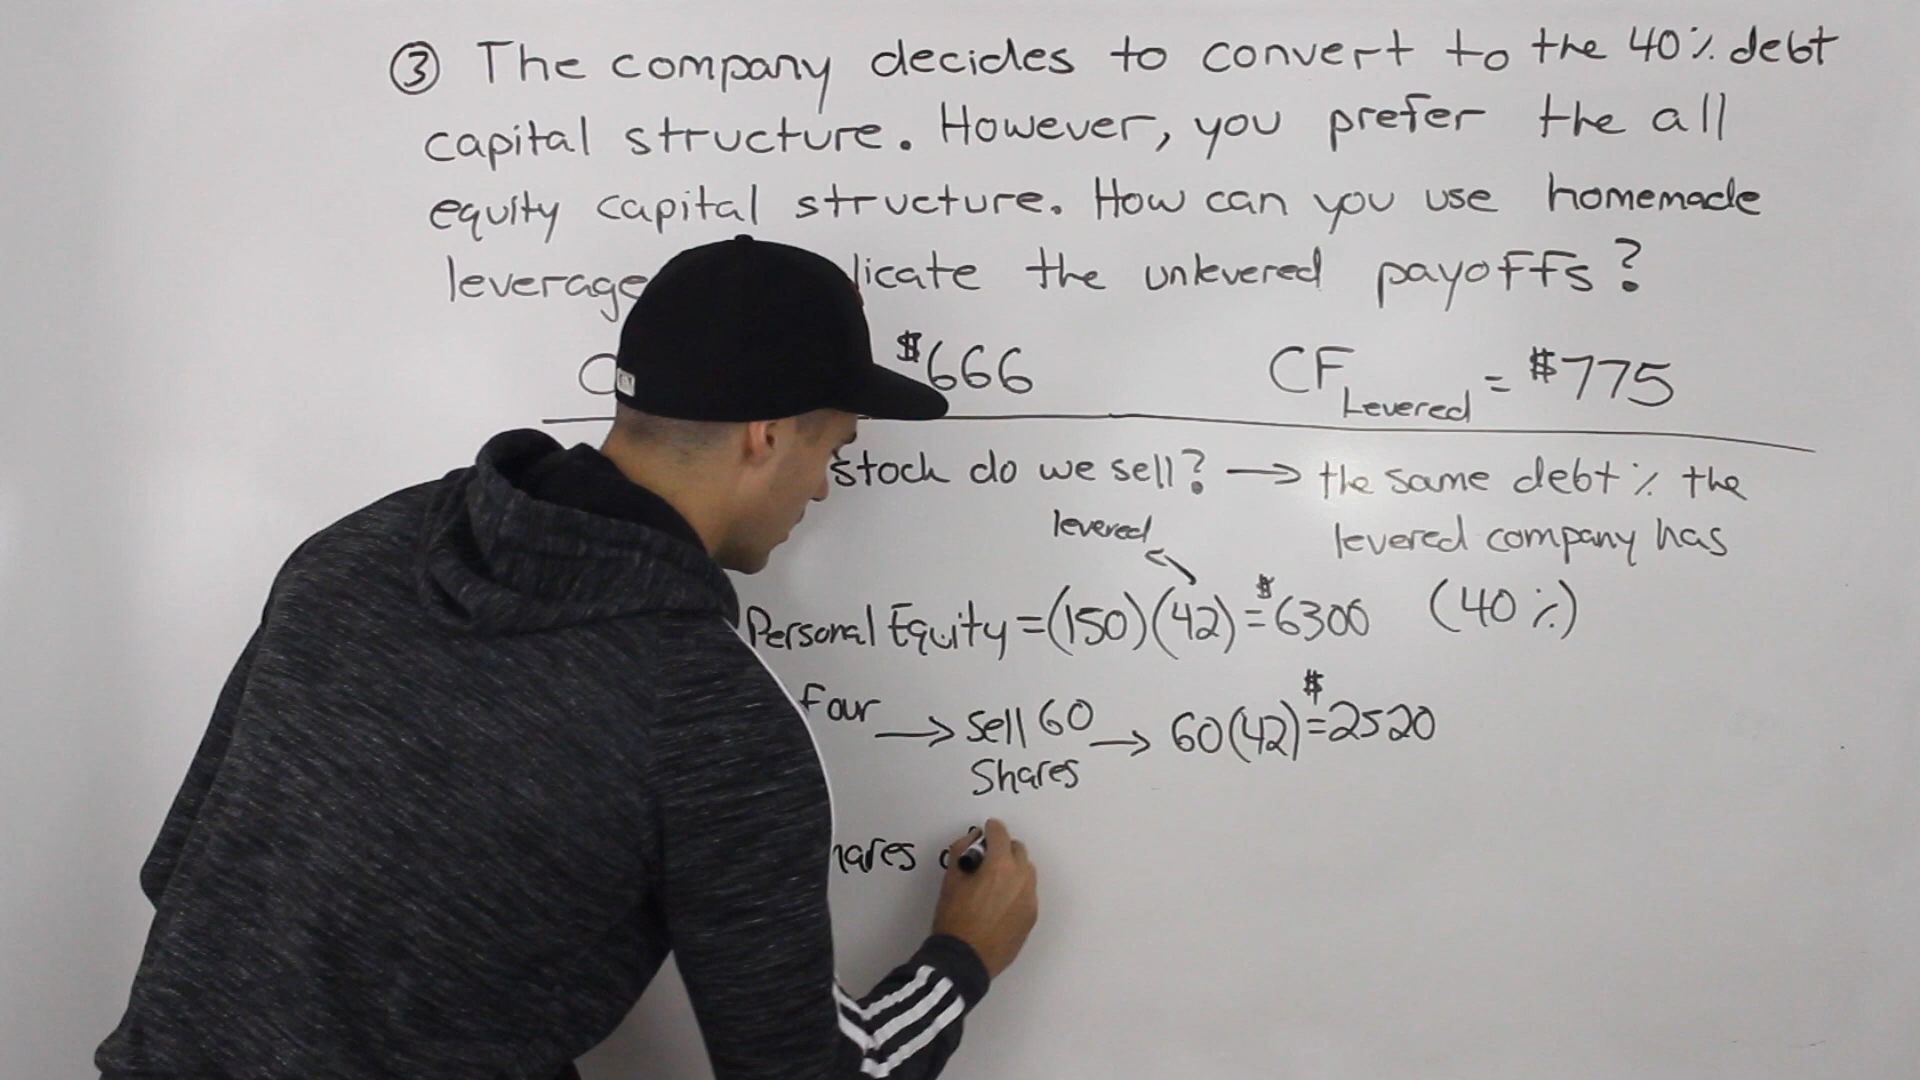 ③ The company decides to convert to the 40% debt
capital structure. However, you prefer the all
equity capital structure. How can you use homemade
leverage licate the unlevered payoffs?
C $666 CF Levered = $775
stock do we sell? → the same debt % the
levered company has
levered
Personal Equity = (150)(42) = $6300 (40%)
four → Sell 60 Shares → 60(42) = $2520
hares